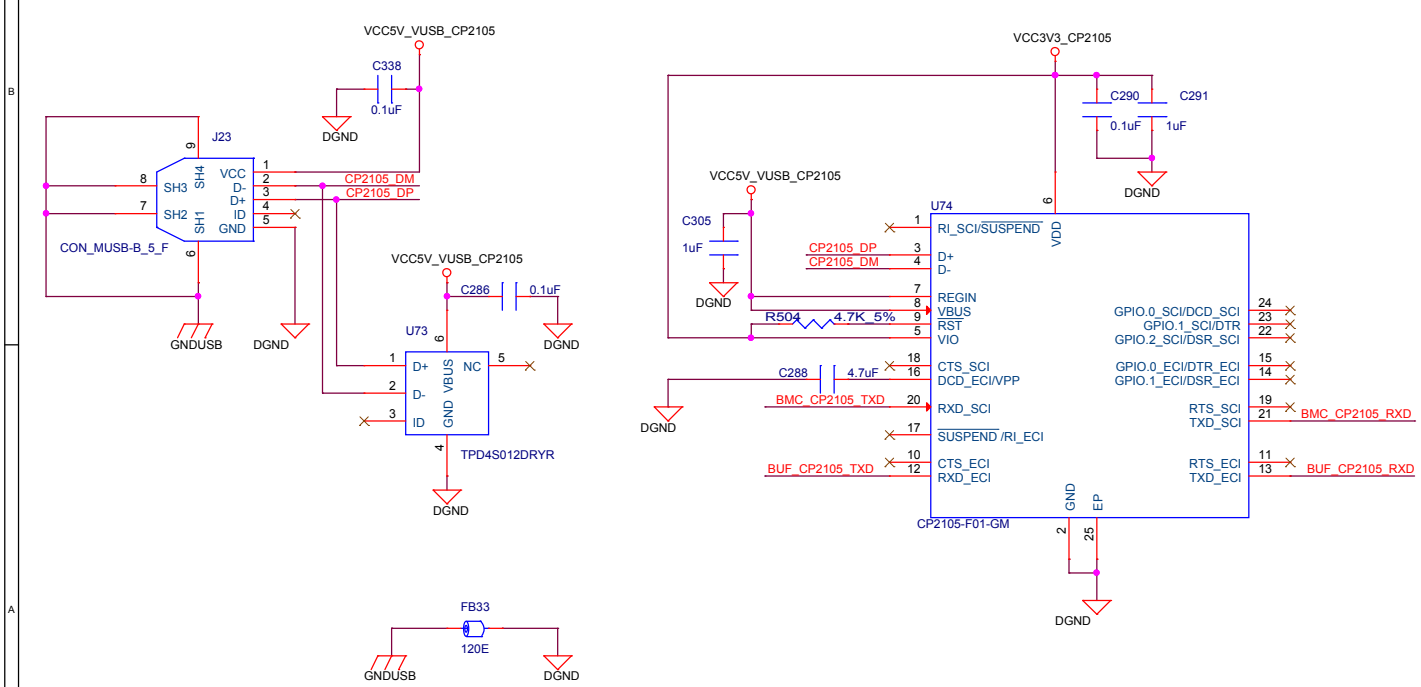 B
A
VCC5V_VUSB_CP2105
C338
0.1uF
DGND
J23
9
SH4
8
SH3
7
SH2
SH1
6
VCC
1
D-
2
D+
3
ID
4
GND
5
CP2105_DM
CP2105_DP
CON_MUSB-B_5_F
GNDUSB
DGND
VCC5V_VUSB_CP2105
C286
0.1uF
DGND
U73
6
VBUS
1
D+
2
D-
3
ID
NC
5
GND
4
TPD4S012DRYR
DGND
FB33
120E
GNDUSB
DGND
VCC3V3_CP2105
C290
0.1uF
C291
1uF
DGND
VCC5V_VUSB_CP2105
C305
1uF
DGND
U74
6
VDD
1
RI_SCI/SUSPEND
CP2105_DP
3
D+
CP2105_DM
4
D-
7
REGIN
8
VBUS
R504
4.7K_5%
9
RST
5
VIO
18
CTS_SCI
C288
4.7uF
16
DCD_ECI/VPP
DGND
BMC_CP2105_TXD
20
RXD_SCI
17
SUSPEND /RI_ECI
10
CTS_ECI
BUF_CP2105_TXD
12
RXD_ECI
GPIO.0_SCI/DCD_SCI
24
GPIO.1_SCI/DTR
23
GPIO.2_SCI/DSR_SCI
22
GPIO.0_ECI/DTR_ECI
15
GPIO.1_ECI/DSR_ECI
14
RTS_SCI
19
TXD_SCI
21
BMC_CP2105_RXD
RTS_ECI
11
TXD_ECI
13
BUF_CP2105_RXD
GND
2
EP
25
CP2105-F01-GM
DGND